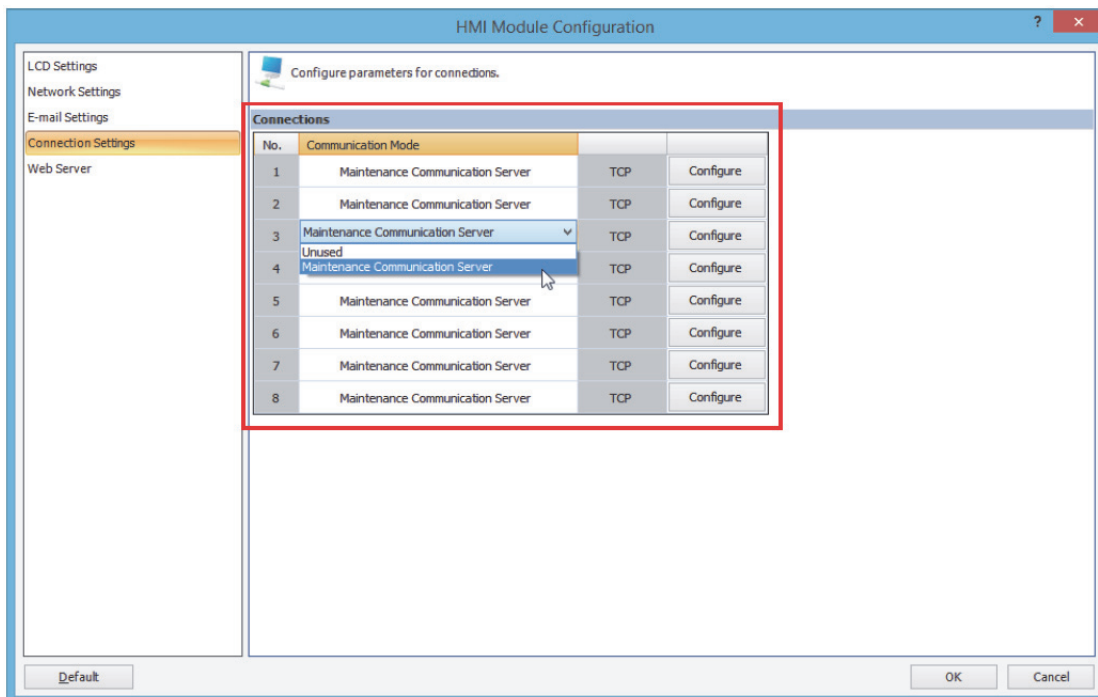 HMI Module Configuration
?
×
LCD Settings
Network Settings
E-mail Settings
Connection Settings
Web Server
Configure parameters for connections.
Connections
No. Communication Mode
1 Maintenance Communication Server TCP Configure
2 Maintenance Communication Server TCP Configure
3 Maintenance Communication Server TCP Configure
Unused
4 Maintenance Communication Server TCP Configure
5 Maintenance Communication Server TCP Configure
6 Maintenance Communication Server TCP Configure
7 Maintenance Communication Server TCP Configure
8 Maintenance Communication Server TCP Configure
Default OK Cancel